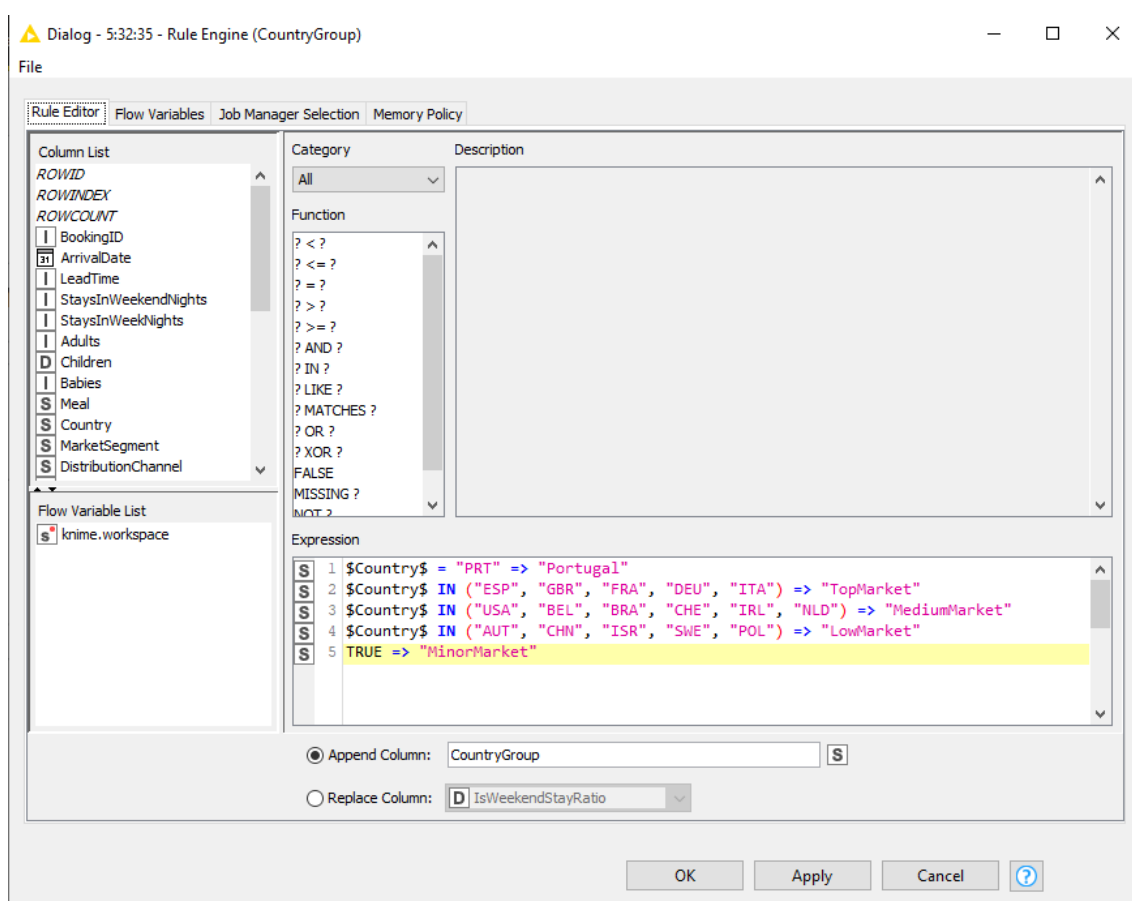 Dialog - 5:32:35 - Rule Engine (CountryGroup)
File
Rule Editor Flow Variables Job Manager Selection Memory Policy
Column List
ROWID
ROWINDEX
ROWCOUNT
I BookingID
31 ArrivalDate
I LeadTime
I StaysInWeekendNights
I StaysInWeekNights
I Adults
D Children
I Babies
S Meal
S Country
S MarketSegment
S DistributionChannel
Flow Variable List
s knime.workspace
Category
All
Function
? < ?
? <= ?
? = ?
? > ?
? >= ?
? AND ?
? IN ?
? LIKE ?
? MATCHES ?
? OR ?
? XOR ?
FALSE
MISSING ?
NOT ?
Description
Expression
S 1 $Country$ = "PRT" => "Portugal"
S 2 $Country$ IN ("ESP", "GBR", "FRA", "DEU", "ITA") => "TopMarket"
S 3 $Country$ IN ("USA", "BEL", "BRA", "CHE", "IRL", "NLD") => "MediumMarket"
S 4 $Country$ IN ("AUT", "CHN", "ISR", "SWE", "POL") => "LowMarket"
S 5 TRUE => "MinorMarket"
Append Column: CountryGroup S
Replace Column: D IsWeekendStayRatio
OK Apply Cancel ?